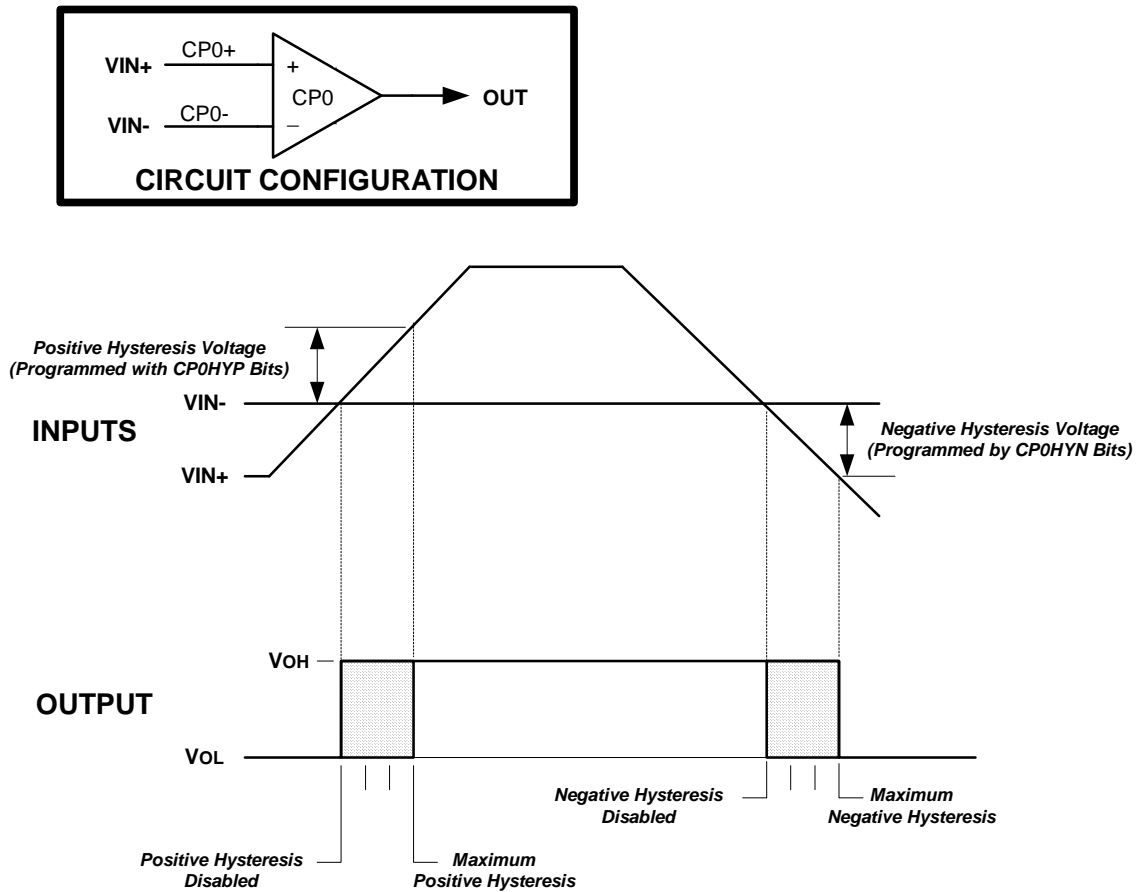 VIN+
CP0+
+
CP0
OUT
VIN-
CP0-
−
CIRCUIT CONFIGURATION
Positive Hysteresis Voltage
(Programmed with CP0HYP Bits)
VIN-
INPUTS
VIN+
Negative Hysteresis Voltage
(Programmed by CP0HYN Bits)
VOH
OUTPUT
VOL
Negative Hysteresis
Disabled
Maximum
Negative Hysteresis
Positive Hysteresis
Disabled
Maximum
Positive Hysteresis